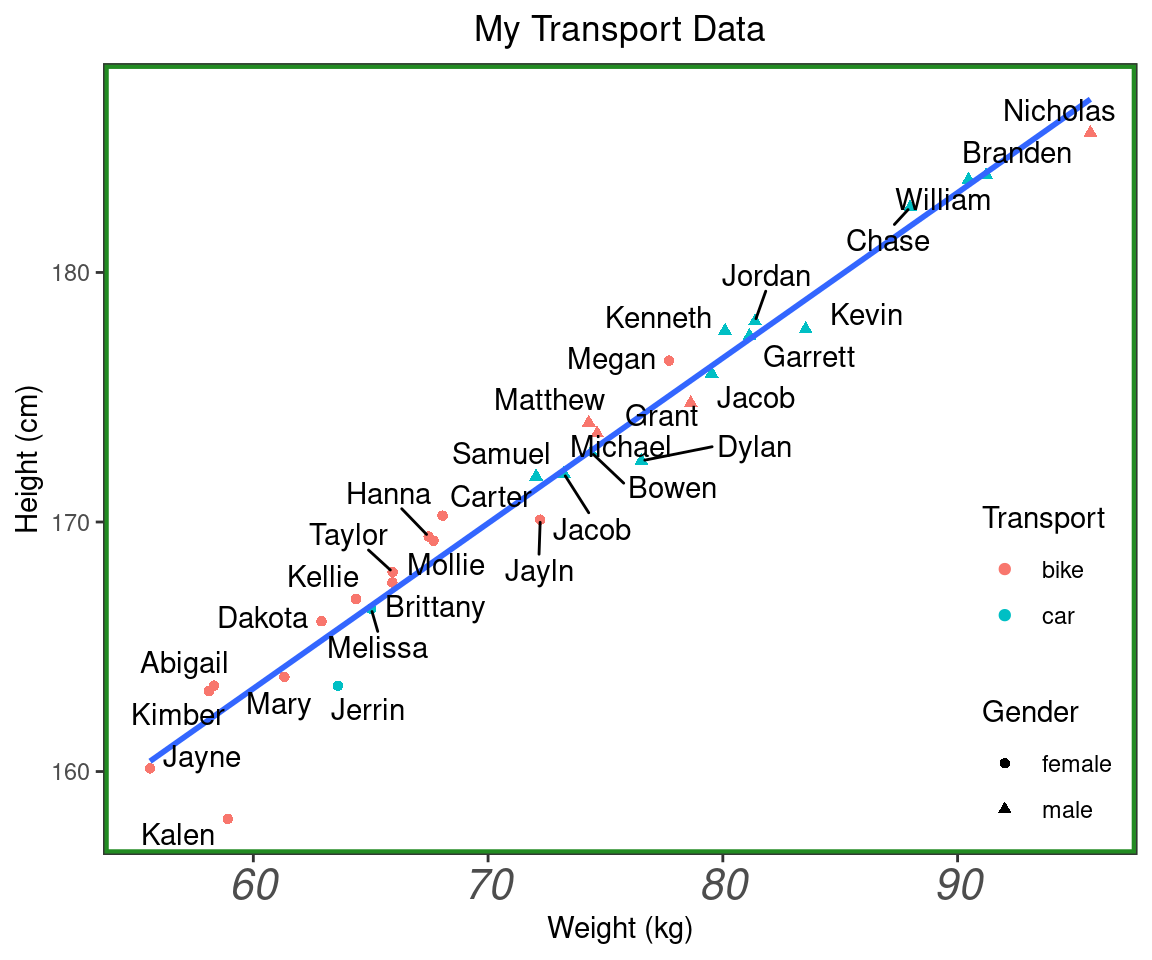 My Transport Data
Nicholas
Branden
William
Chase
Jordan
Kenneth
Kevin
Megan
Garrett
Matthew
Jacob
Grant
Michael
Dylan
Samuel
Bowen
Hanna
Carter
Taylor
Jacob
Mollie
Jayln
Kellie
Brittany
Dakota
Melissa
Abigail
Mary
Jerrin
Kimber
Jayne
Kalen
Height (cm)
180
170
160
60
70
80
90
Weight (kg)
Transport
bike
car
Gender
female
male